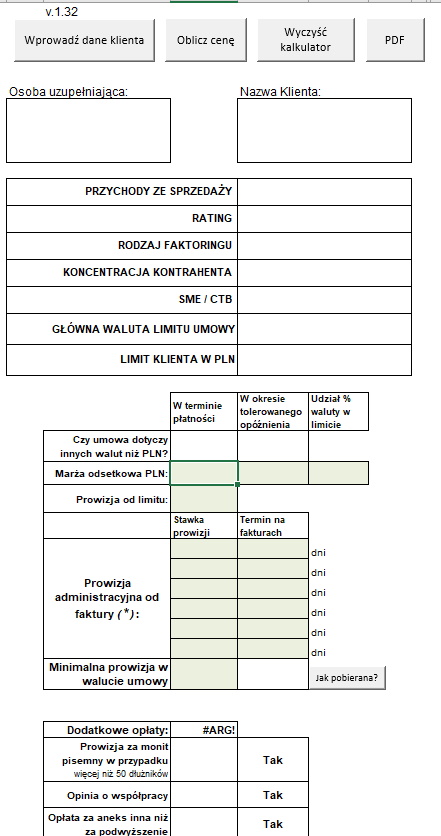 v.1.32
Wprowadź dane klienta
Oblicz cenę
Wyczyść
kalkulator
PDF
Osoba uzupełniająca:
Nazwa Klienta:
PRZYCHODY ZE SPRZEDAŻY
RATING
RODZAJ FAKTORINGU
KONCENTRACJA KONTRAHENTA
SME / CTB
GŁÓWNA WALUTA LIMITU UMOWY
LIMIT KLIENTA W PLN
W terminie
płatności
W okresie
tolerowanego
opóźnienia
Udział %
waluty w
limicie
Czy umowa dotyczy
innych walut niż PLN?
Marża odsetkowa PLN:
Prowizja od limitu:
Stawka
prowizji
Termin na
fakturach
Prowizja
administracyjna od
faktury (*):
dni
dni
dni
dni
dni
dni
Minimalna prowizja w
walucie umowy
Jak pobierana?
Dodatkowe opłaty:
#ARG!
Prowizja za monit
pisemny w przypadku
więcej niż 50 dłużników
Tak
Opinia o współpracy
Tak
Opłata za aneks inna niż
za podwyższenie
Tak